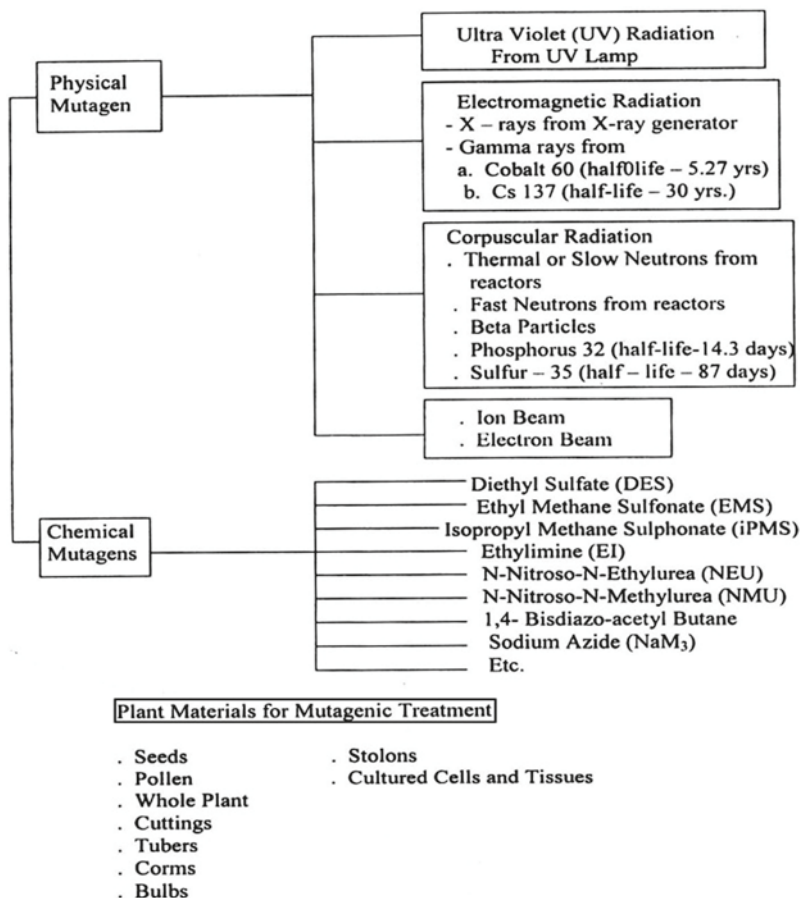 Physical
Mutagen
Ultra Violet (UV) Radiation
From UV Lamp
Electromagnetic Radiation
- X – rays from X-ray generator
- Gamma rays from
a. Cobalt 60 (half0life – 5.27 yrs)
b. Cs 137 (half-life – 30 yrs.)
Corpuscular Radiation
. Thermal or Slow Neutrons from
reactors
. Fast Neutrons from reactors
. Beta Particles
. Phosphorus 32 (half-life-14.3 days)
. Sulfur – 35 (half – life – 87 days)
. Ion Beam
. Electron Beam
Chemical
Mutagens
Diethyl Sulfate (DES)
Ethyl Methane Sulfonate (EMS)
Isopropyl Methane Sulphonate (iPMS)
Ethylimine (EI)
N-Nitroso-N-Ethylurea (NEU)
N-Nitroso-N-Methylurea (NMU)
1,4- Bisdiazo-acetyl Butane
Sodium Azide (NaM₃)
Etc.
Plant Materials for Mutagenic Treatment
. Seeds
. Pollen
. Whole Plant
. Cuttings
. Tubers
. Corms
. Bulbs
. Stolons
. Cultured Cells and Tissues